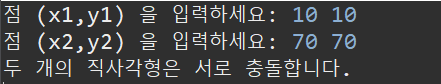 점 (x1,y1) 을 입력하세요: 10 10
점 (x2,y2) 을 입력하세요: 70 70
두 개의 직사각형은 서로 충돌합니다.